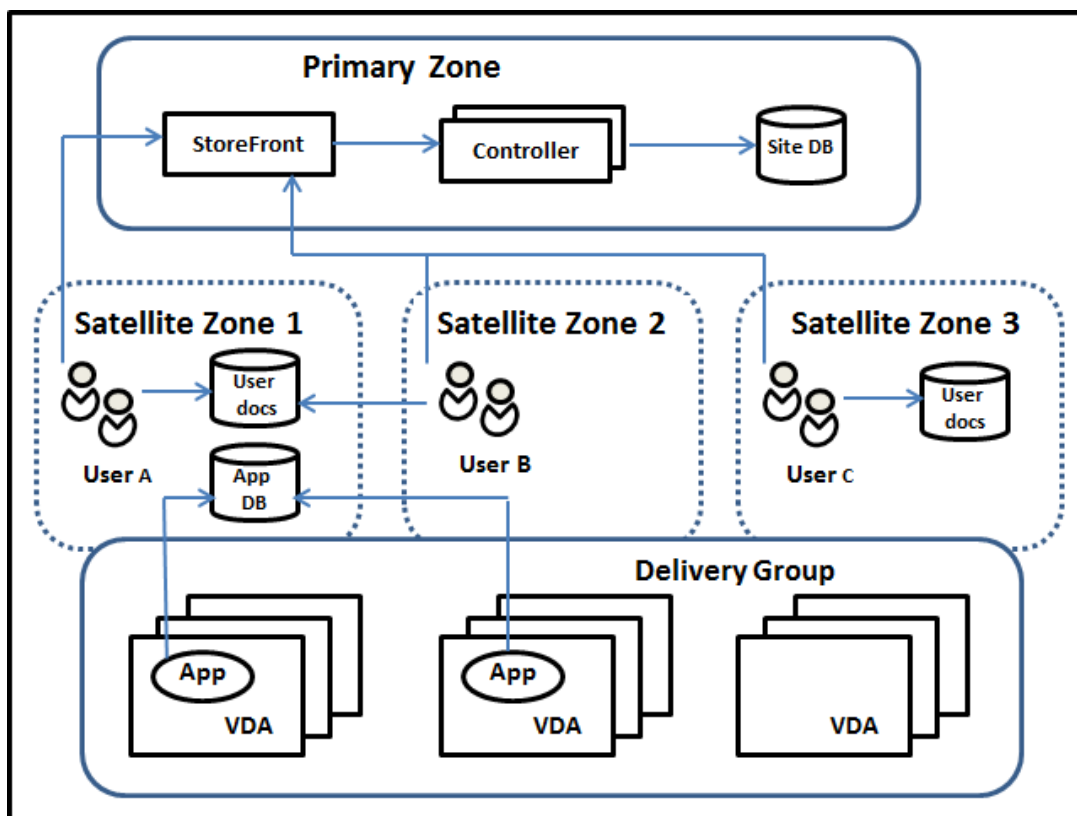 Primary Zone
StoreFront
Controller
Site DB
Satellite Zone 1
Satellite Zone 2
Satellite Zone 3
User
docs
User
docs
User A
User B
User C
App
DB
Delivery Group
App
VDA
App
VDA
VDA